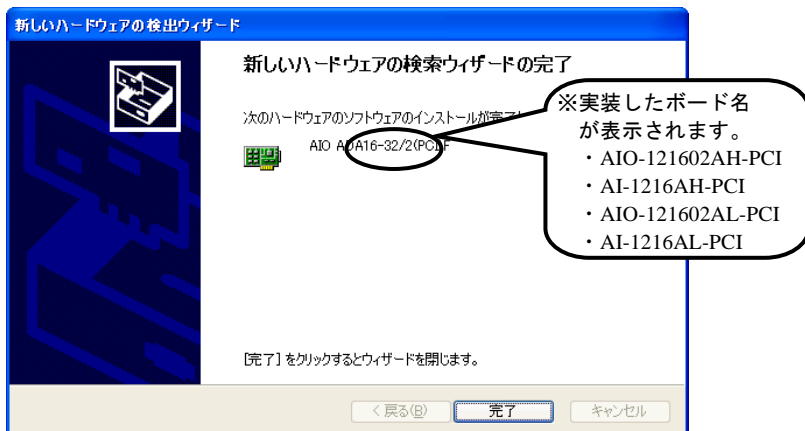 新しいハードウェアの検出ウィザード
新しいハードウェアの検索ウィザードの完了
次のハードウェアのソフトウェアのインストールが完了し
AIO ADA16-32/2(PCI)F
※実装したボード名
が表示されます。
・AIO-121602AH-PCI
・AI-1216AH-PCI
・AIO-121602AL-PCI
・AI-1216AL-PCI
[完了] をクリックするとウィザードを閉じます。
< 戻る(B)
完了
キャンセル